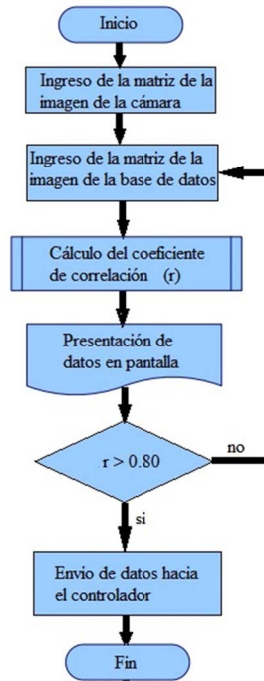 Inicio
Ingreso de la matriz de la
imagen de la cámara
Ingreso de la matriz de la
imagen de la base de datos
Cálculo del coeficiente
de correlación (r)
Presentación de
datos en pantalla
r > 0.80
no
si
Envío de datos hacia
el controlador
Fin